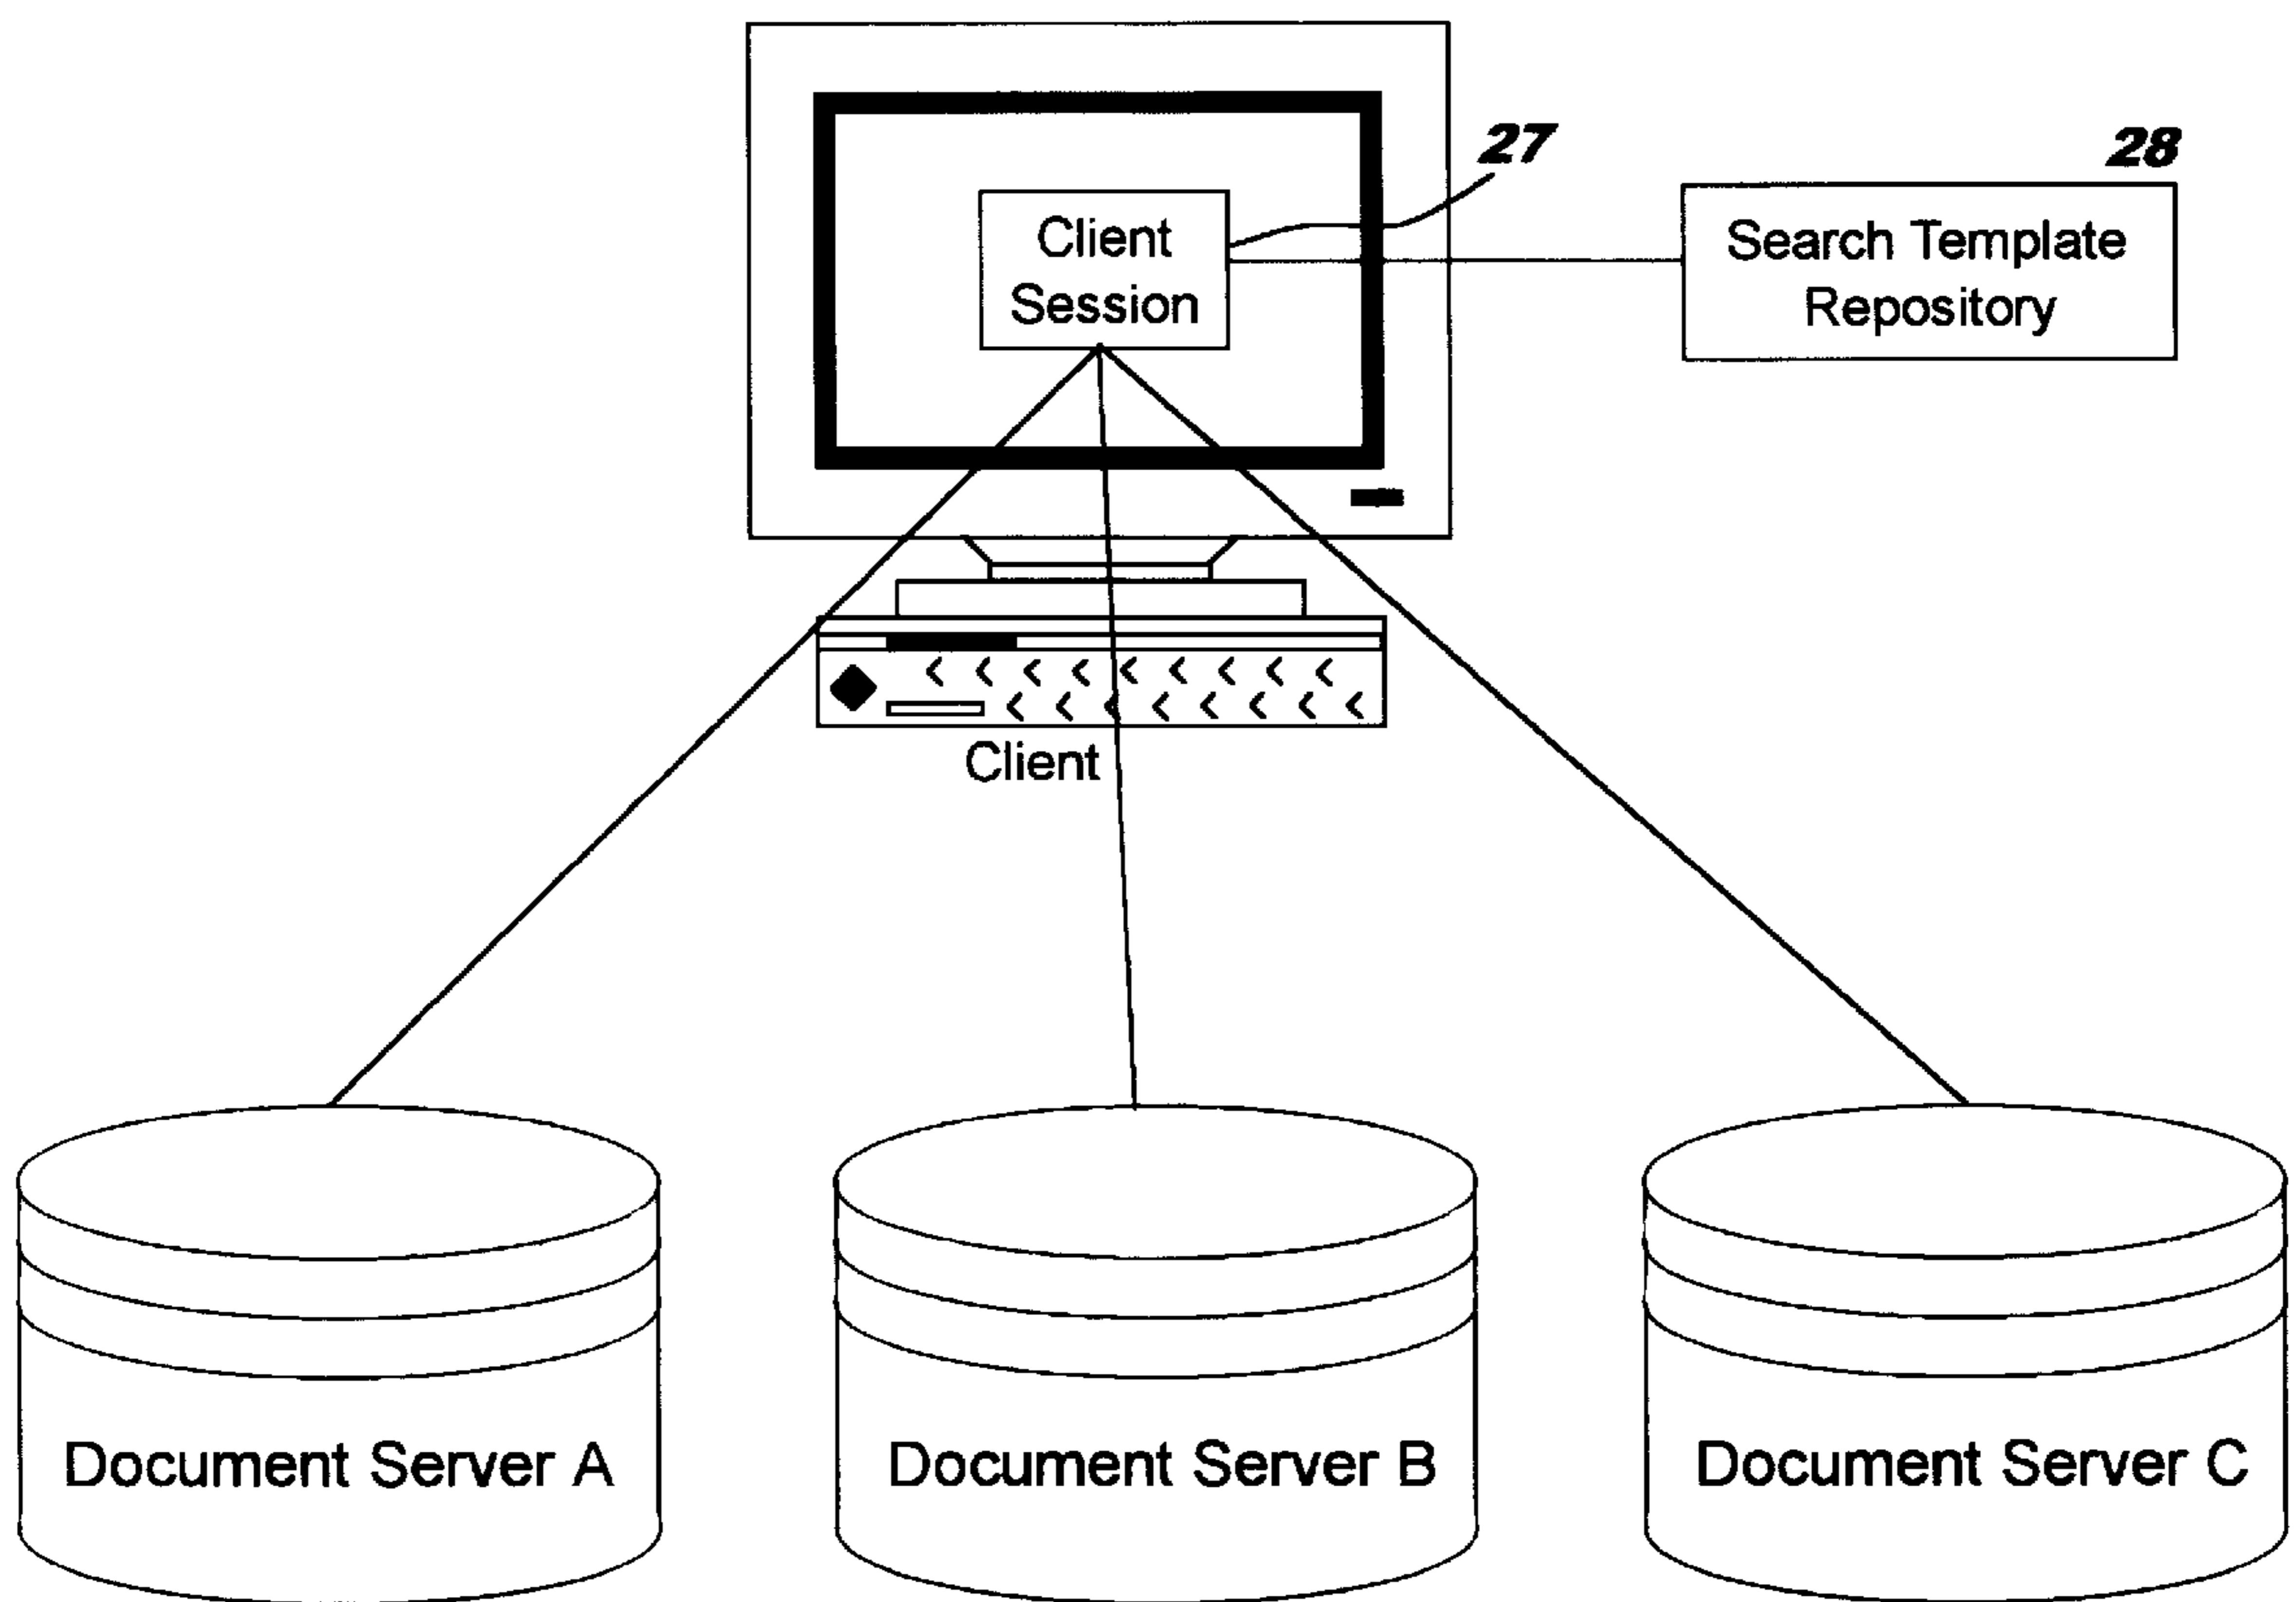 27
28
Client
Session
Search Template
Repository
Client
Document Server A
Document Server B
Document Server C